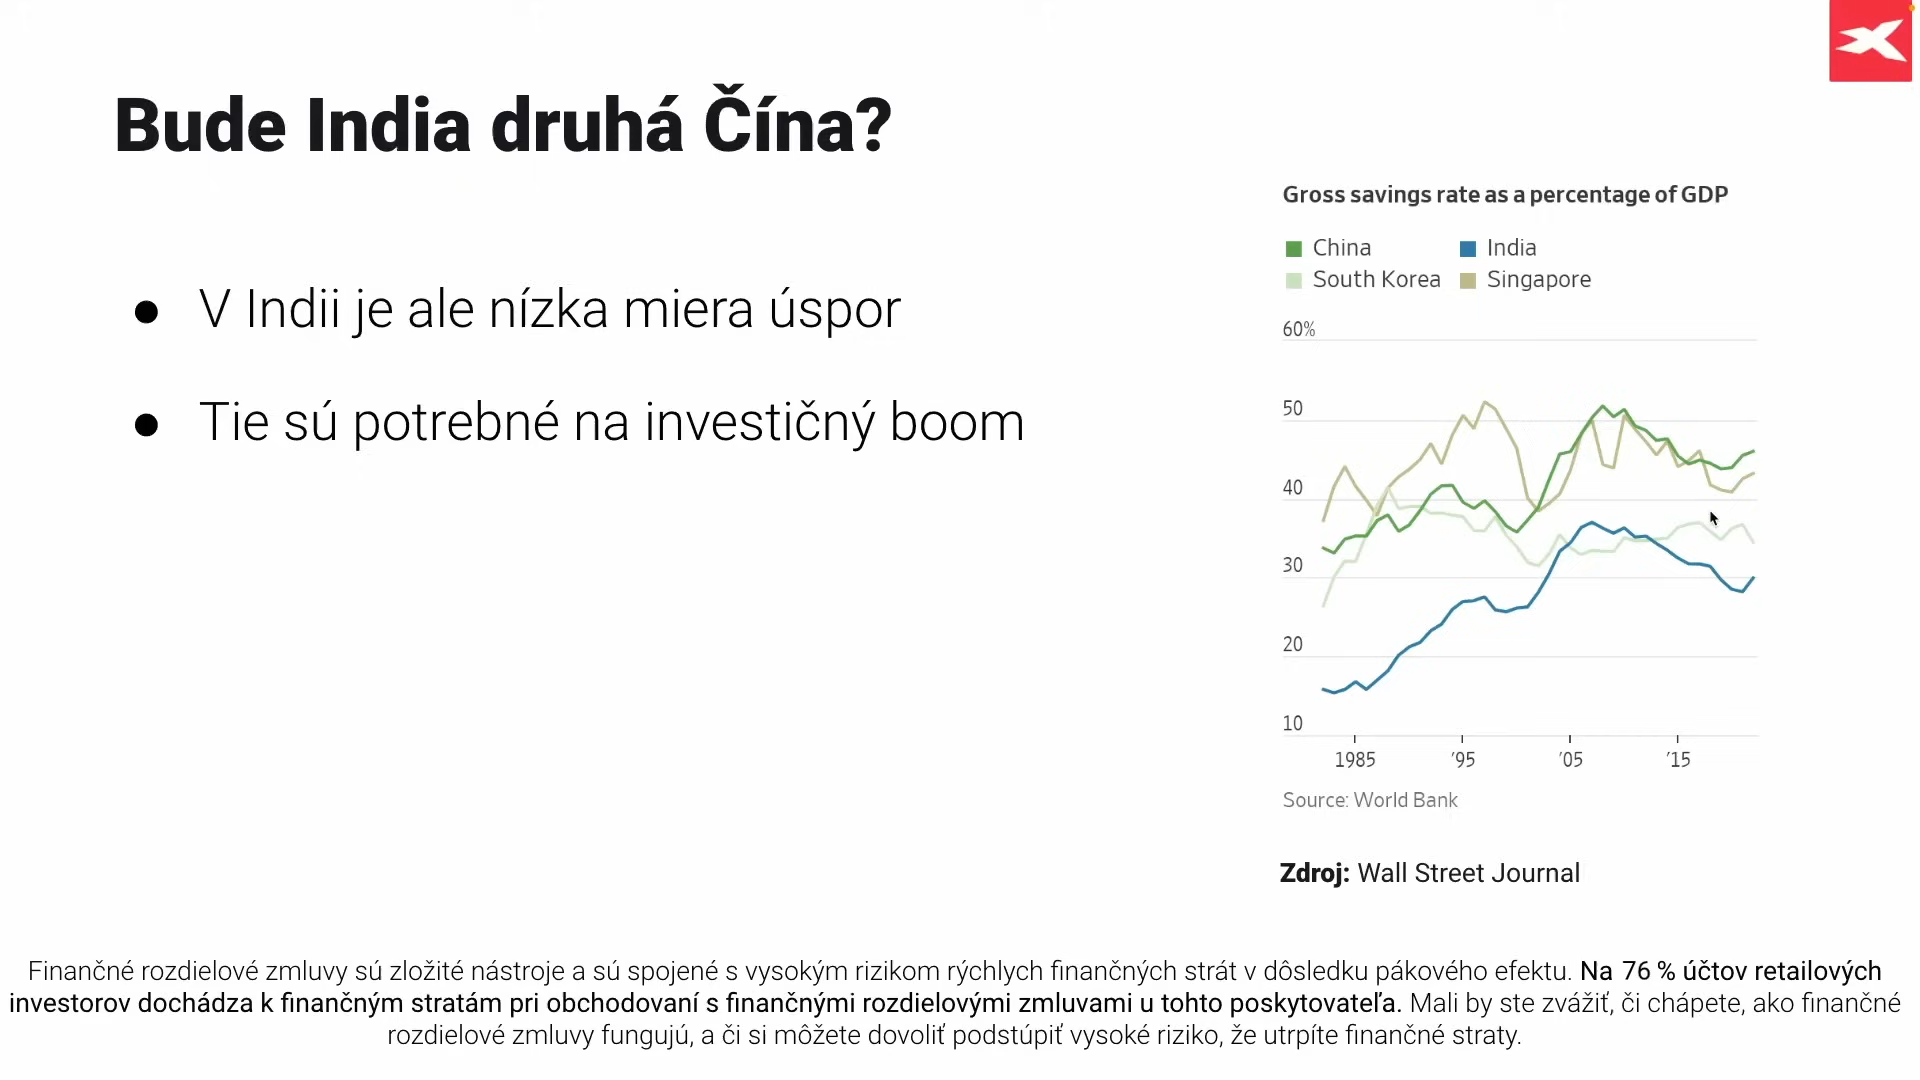 Bude India druhá Čína?
● V Indii je ale nízka miera úspor
● Tie sú potrebné na investičný boom
Gross savings rate as a percentage of GDP
China India
South Korea Singapore
60%
50
40
30
20
10
1985 ’95 ’05 ’15
Source: World Bank
Zdroj: Wall Street Journal
Finančné rozdielové zmluvy sú zložité nástroje a sú spojené s vysokým rizikom rýchlych finančných strát v dôsledku pákového efektu. Na 76 % účtov retailových
investorov dochádza k finančným stratám pri obchodovaní s finančnými rozdielovými zmluvami u tohto poskytovateľa. Mali by ste zvážiť, či chápete, ako finančné
rozdielové zmluvy fungujú, a či si môžete dovoliť podstúpiť vysoké riziko, že utrpíte finančné straty.